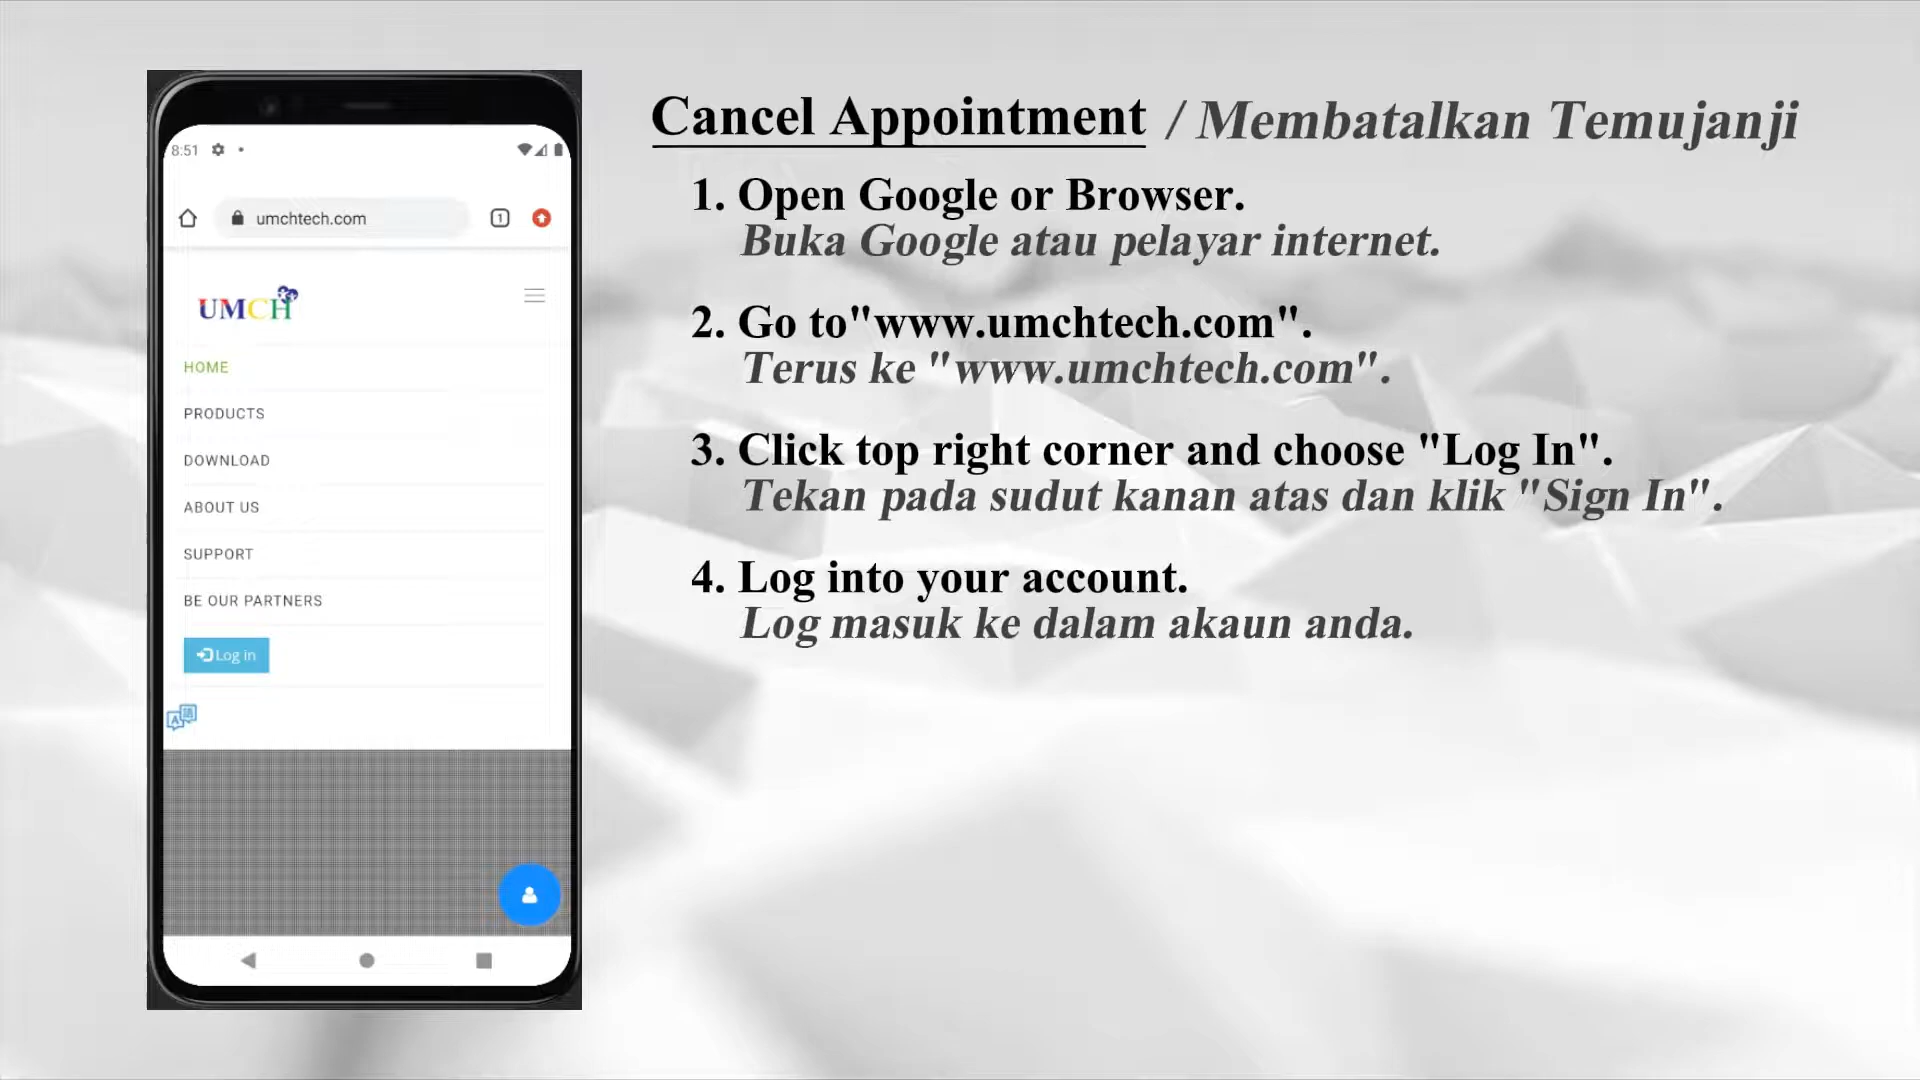 Cancel Appointment / Membatalkan Temujanji
1. Open Google or Browser.
Buka Google atau pelayar internet.
2. Go to"www.umchtech.com".
Terus ke "www.umchtech.com".
3. Click top right corner and choose "Log In".
Tekan pada sudut kanan atas dan klik "Sign In".
4. Log into your account.
Log masuk ke dalam akaun anda.
8:51
umchtech.com
1
UMCH
HOME
PRODUCTS
DOWNLOAD
ABOUT US
SUPPORT
BE OUR PARTNERS
Log in